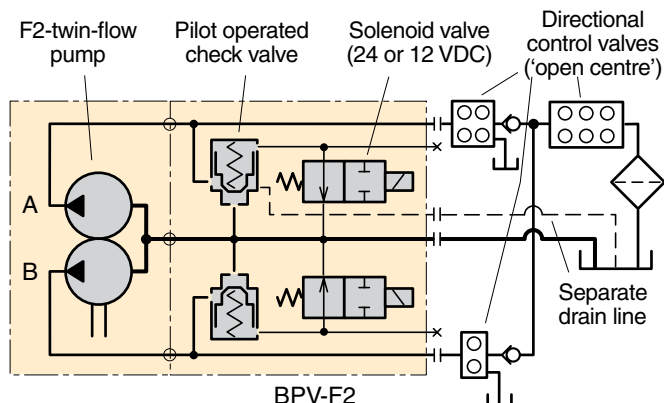 F2-twin-flow
pump
Pilot operated
check valve
Solenoid valve
(24 or 12 VDC)
Directional
control valves
(‘open centre’)
A
B
Separate
drain line
BPV-F2